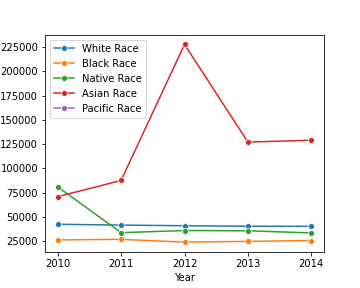 White Race
Black Race
Native Race
Asian Race
Pacific Race
225000
200000
175000
150000
125000
100000
75000
50000
25000
2010 2011 2012 2013 2014
Year